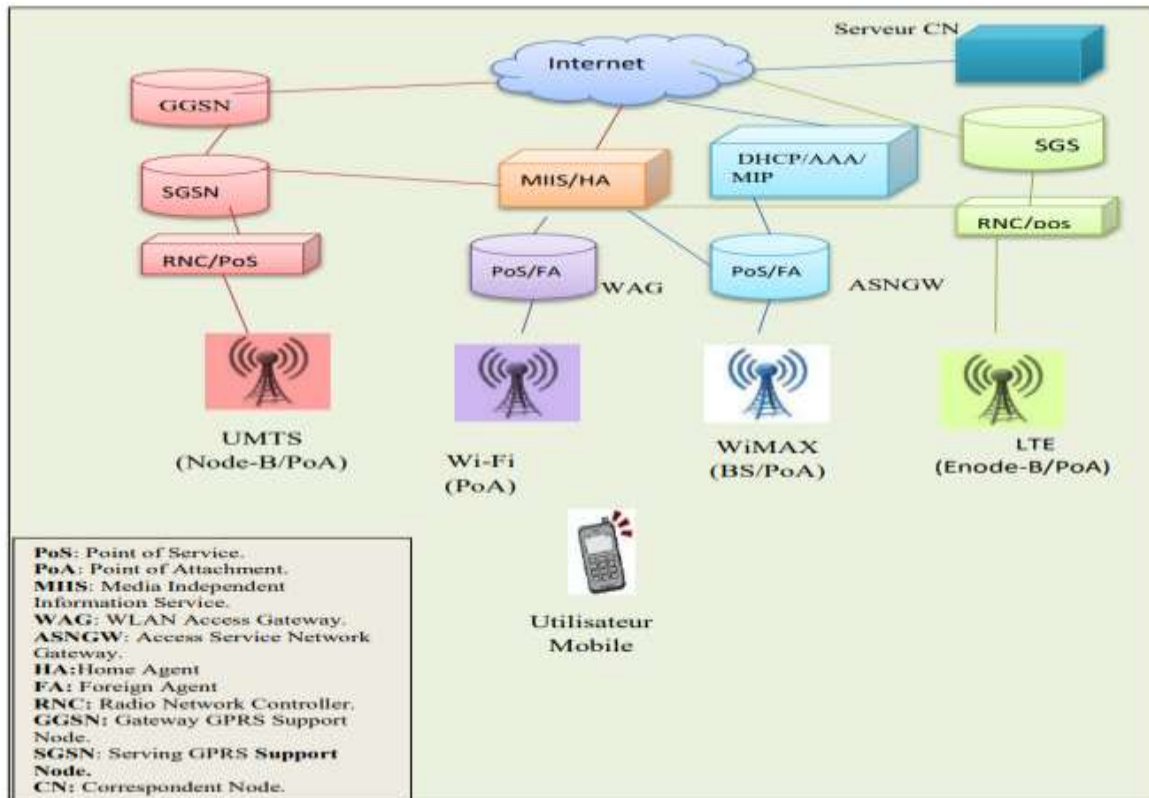 Serveur CN
Internet
GGSN
SGS
DHCP/AAA/
MIP
MIIS/HA
SGSN
RNC/pos
RNC/PoS
PoS/FA
WAG
PoS/FA
ASNGW
UMTS
(Node-B/PoA)
Wi-Fi
(PoA)
WiMAX
(BS/PoA)
LTE
(Enode-B/PoA)
Utilisateur
Mobile
PoS: Point of Service.
PoA: Point of Attachment.
MIIS: Media Independent
Information Service.
WAG: WLAN Access Gateway.
ASNGW: Access Service Network
Gateway.
HA:Home Agent
FA: Foreign Agent
RNC: Radio Network Controller.
GGSN: Gateway GPRS Support
Node.
SGSN: Serving GPRS Support
Node.
CN: Correspondent Node.